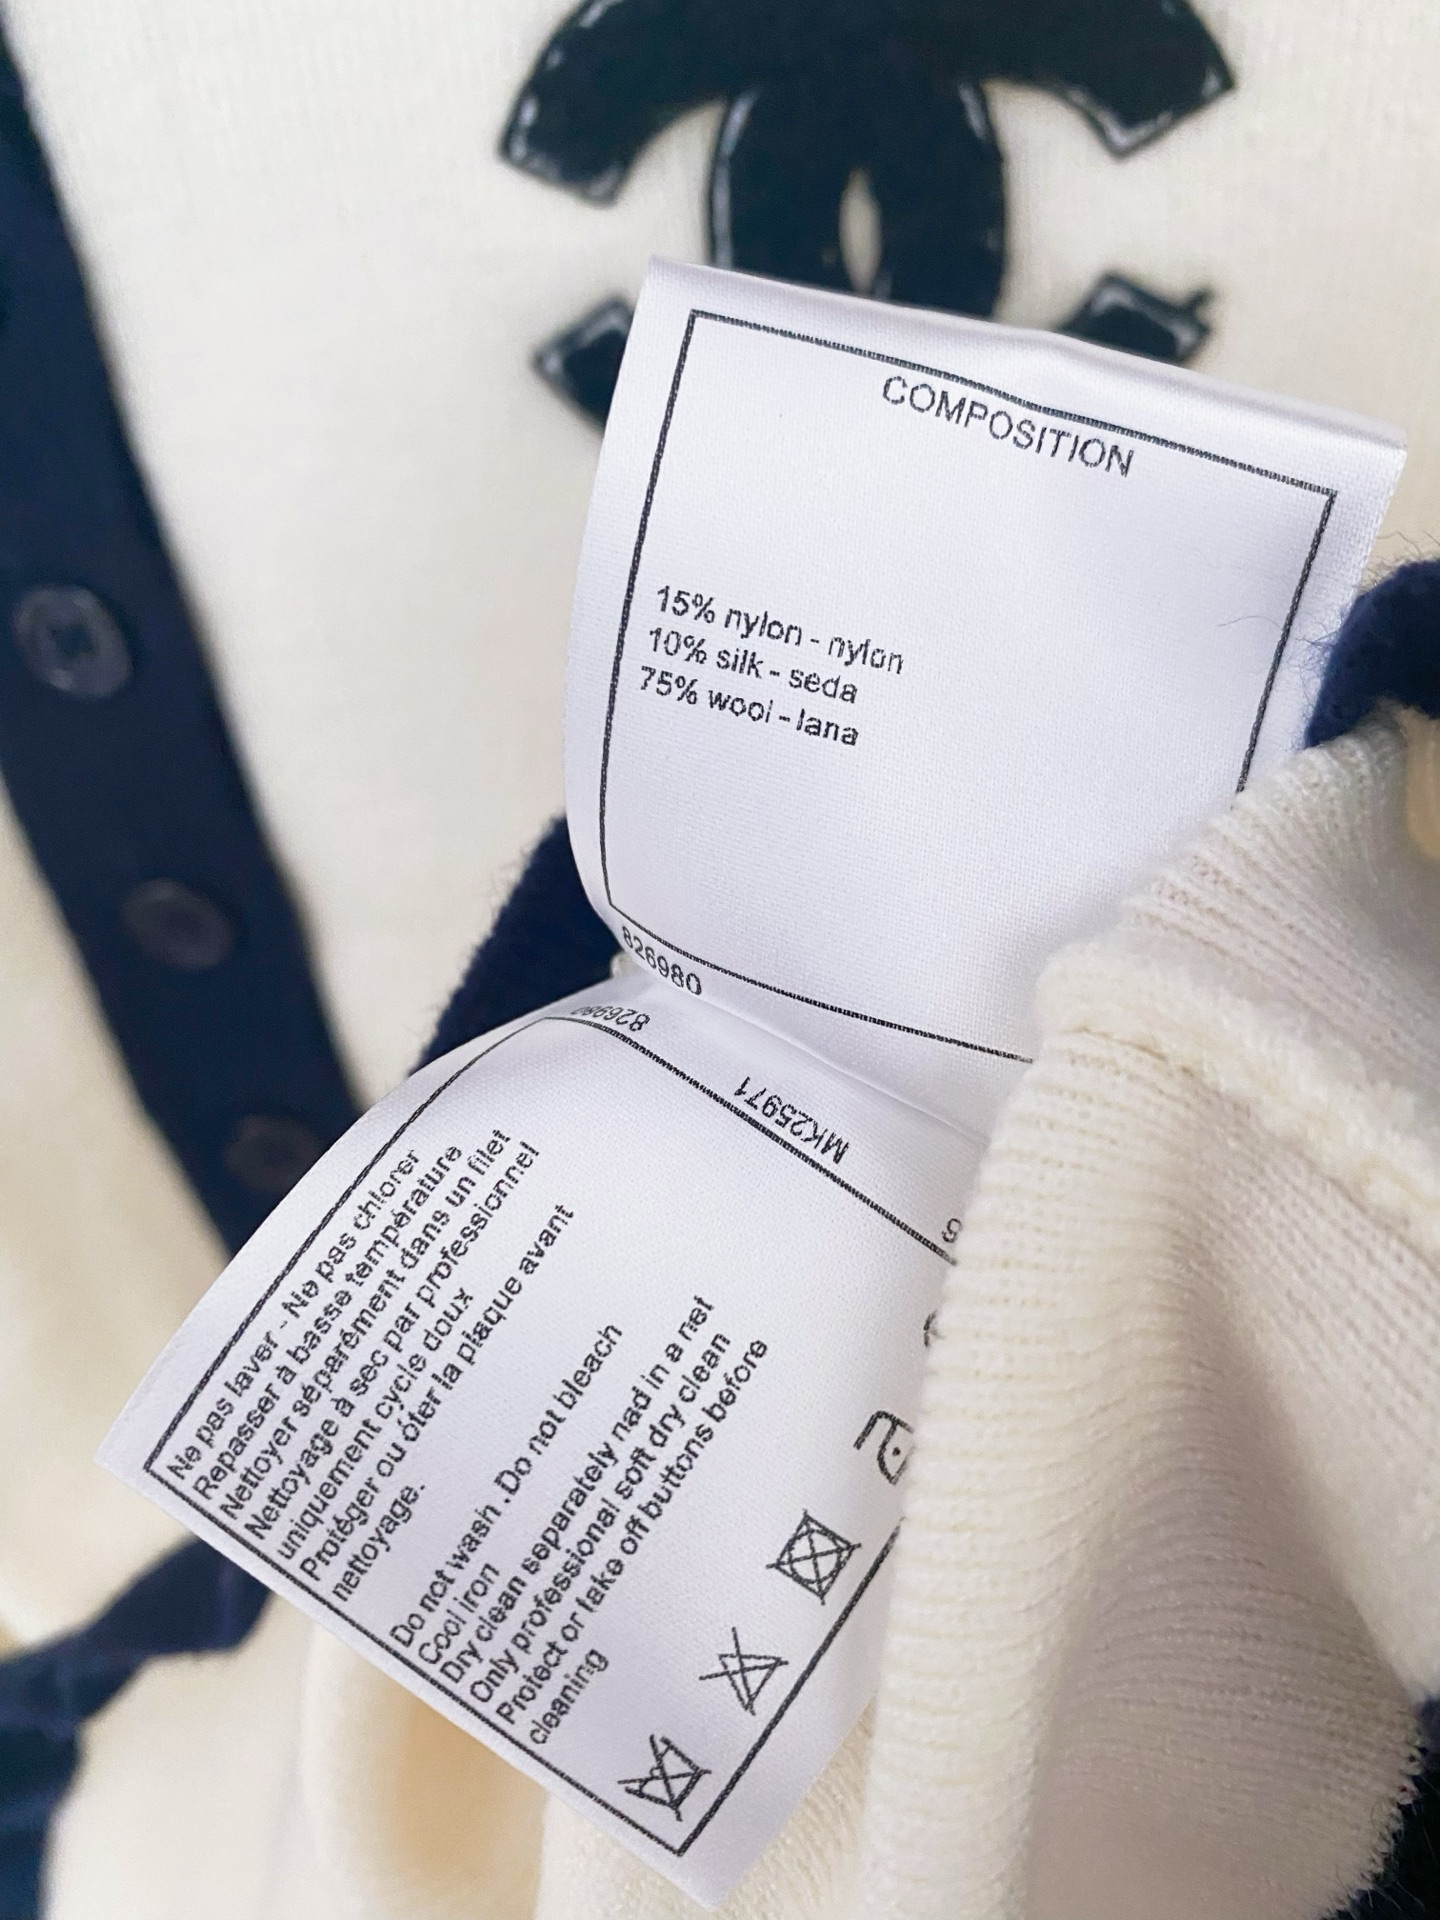 COMPOSITION
15% nylon - nylon
10% silk - seda
75% wool - lana
826980
826980
MK25971
Ne pas laver - Ne pas chlorer
Repasser à basse température
Nettoyer séparément dans un filet
Nettoyage à sec par professionnel
uniquement cycle doux
Protéger ou óter la plaque avant
nettoyage.
Do not wash .Do not bleach
Cool iron
Dry clean separately nad in a net
Only professional soft dry clean
Protect or take off buttons before
cleaning